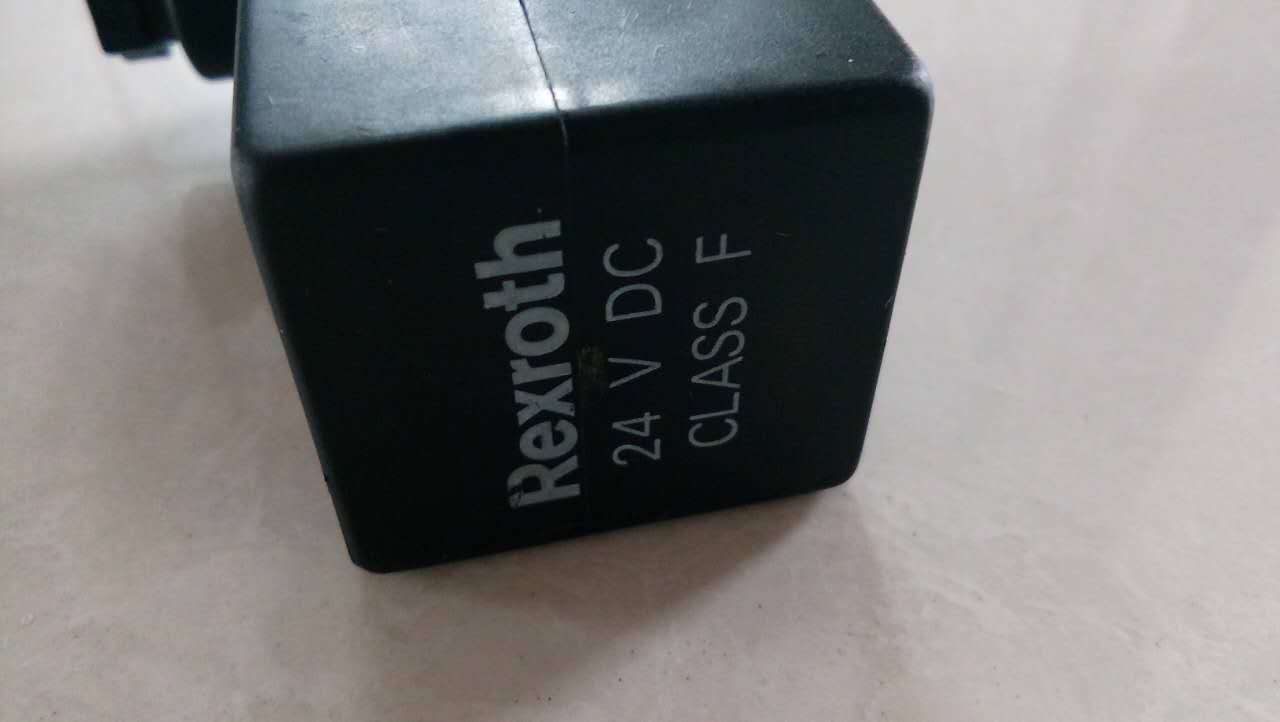 Rexroth
24 V DC
CLASS F